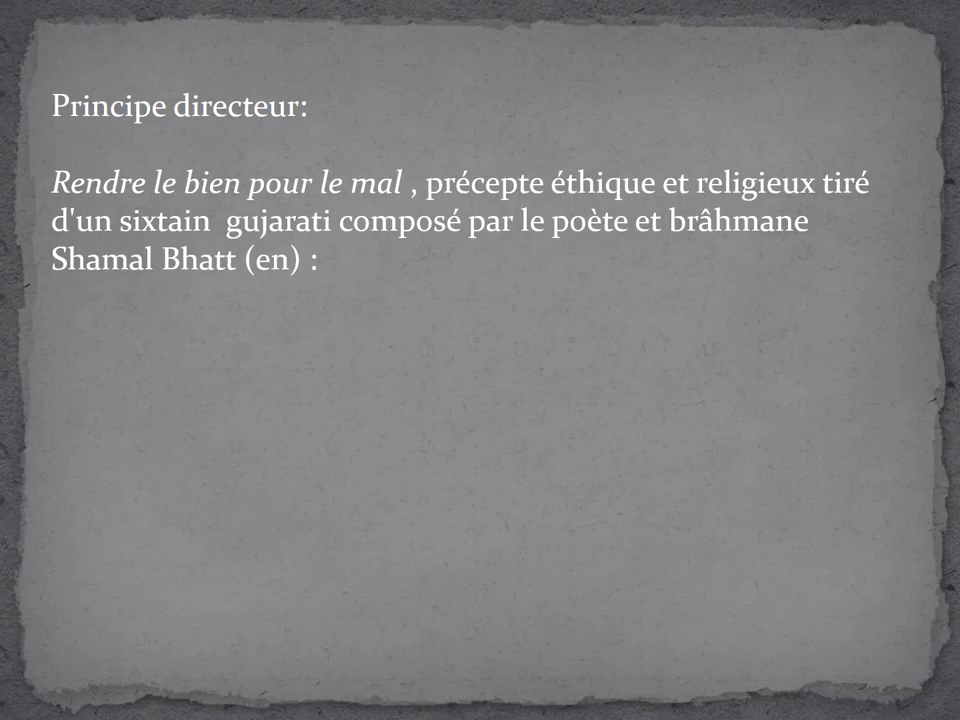 Principe directeur:
Rendre le bien pour le mal , précepte éthique et religieux tiré
d'un sixtain  gujarati composé par le poète et brâhmane
Shamal Bhatt (en) :